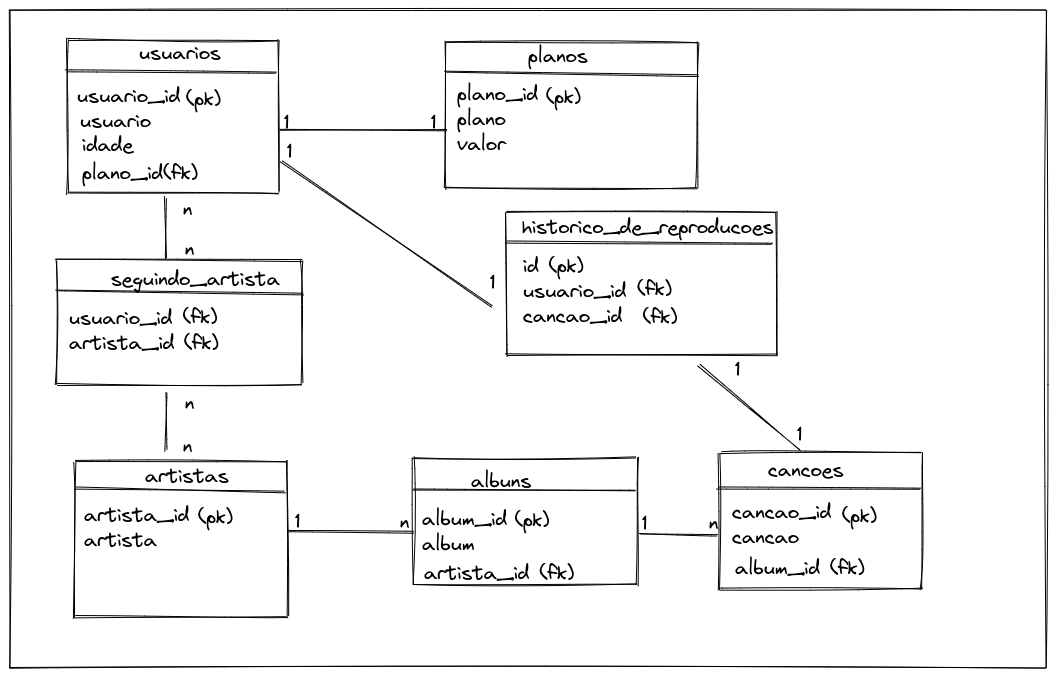 usuarios
usuario_id (pk)
usuario
idade
plano_id(fk)
1
1
planos
plano_id (pk)
plano
valor
1
1
historico_de_reproducoes
id (pk)
usuario_id (fk)
cancao_id (fk)
n
n
seguindo_artista
usuario_id (fk)
artista_id (fk)
n
n
1
1
artistas
artista_id (pk)
artista
1
n
albuns
album_id (pk)
album
artista_id (fk)
1
n
cancoes
cancao_id (pk)
cancao
album_id (fk)